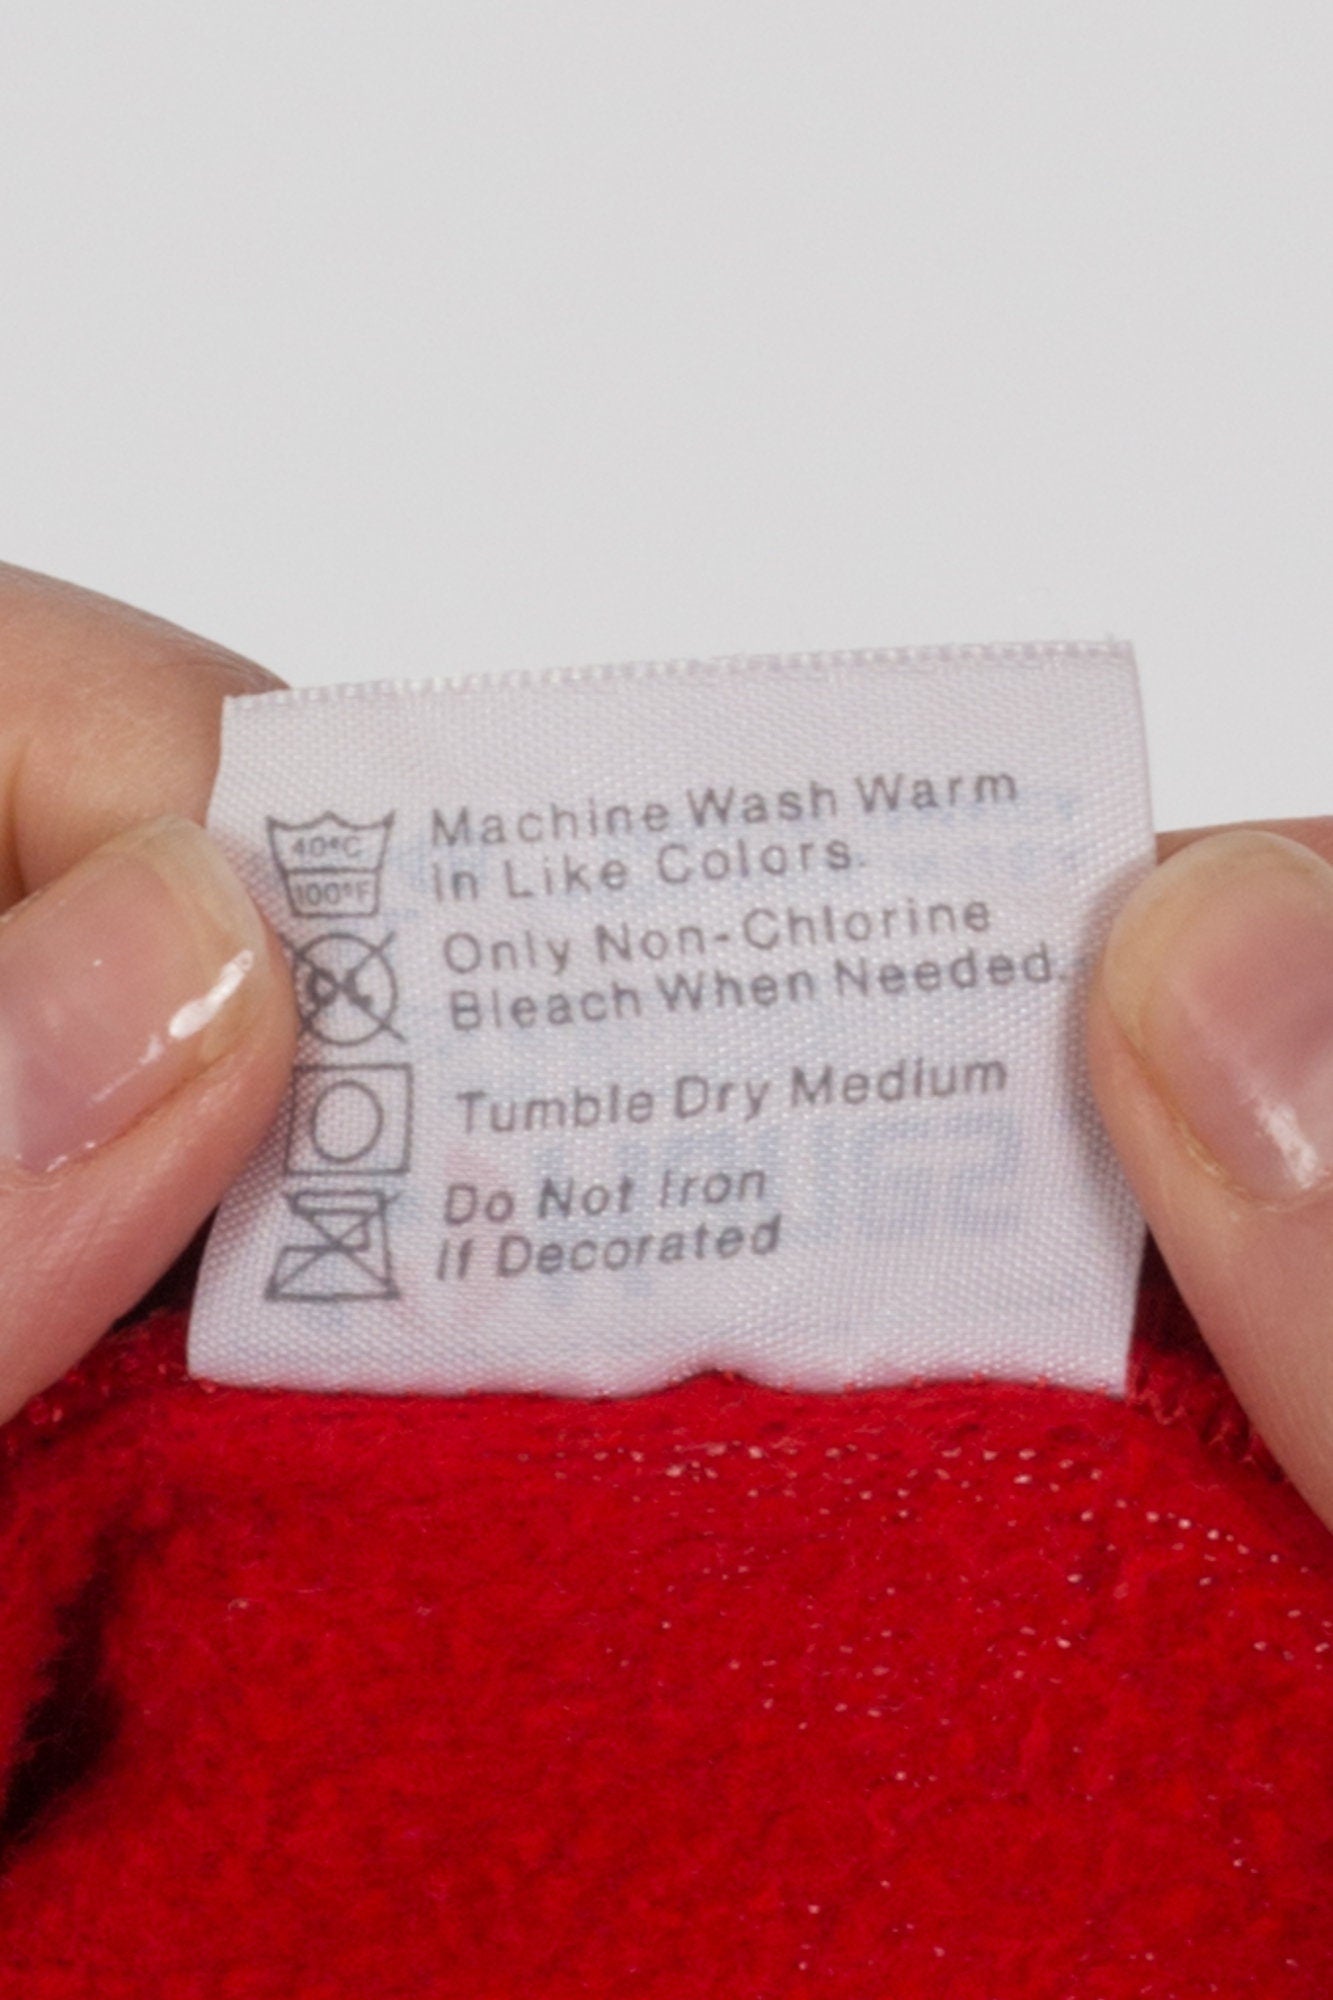 40°C
100°F
Machine Wash Warm
In Like Colors.
Only Non-Chlorine
Bleach When Needed.
Tumble Dry Medium
Do Not Iron
If Decorated